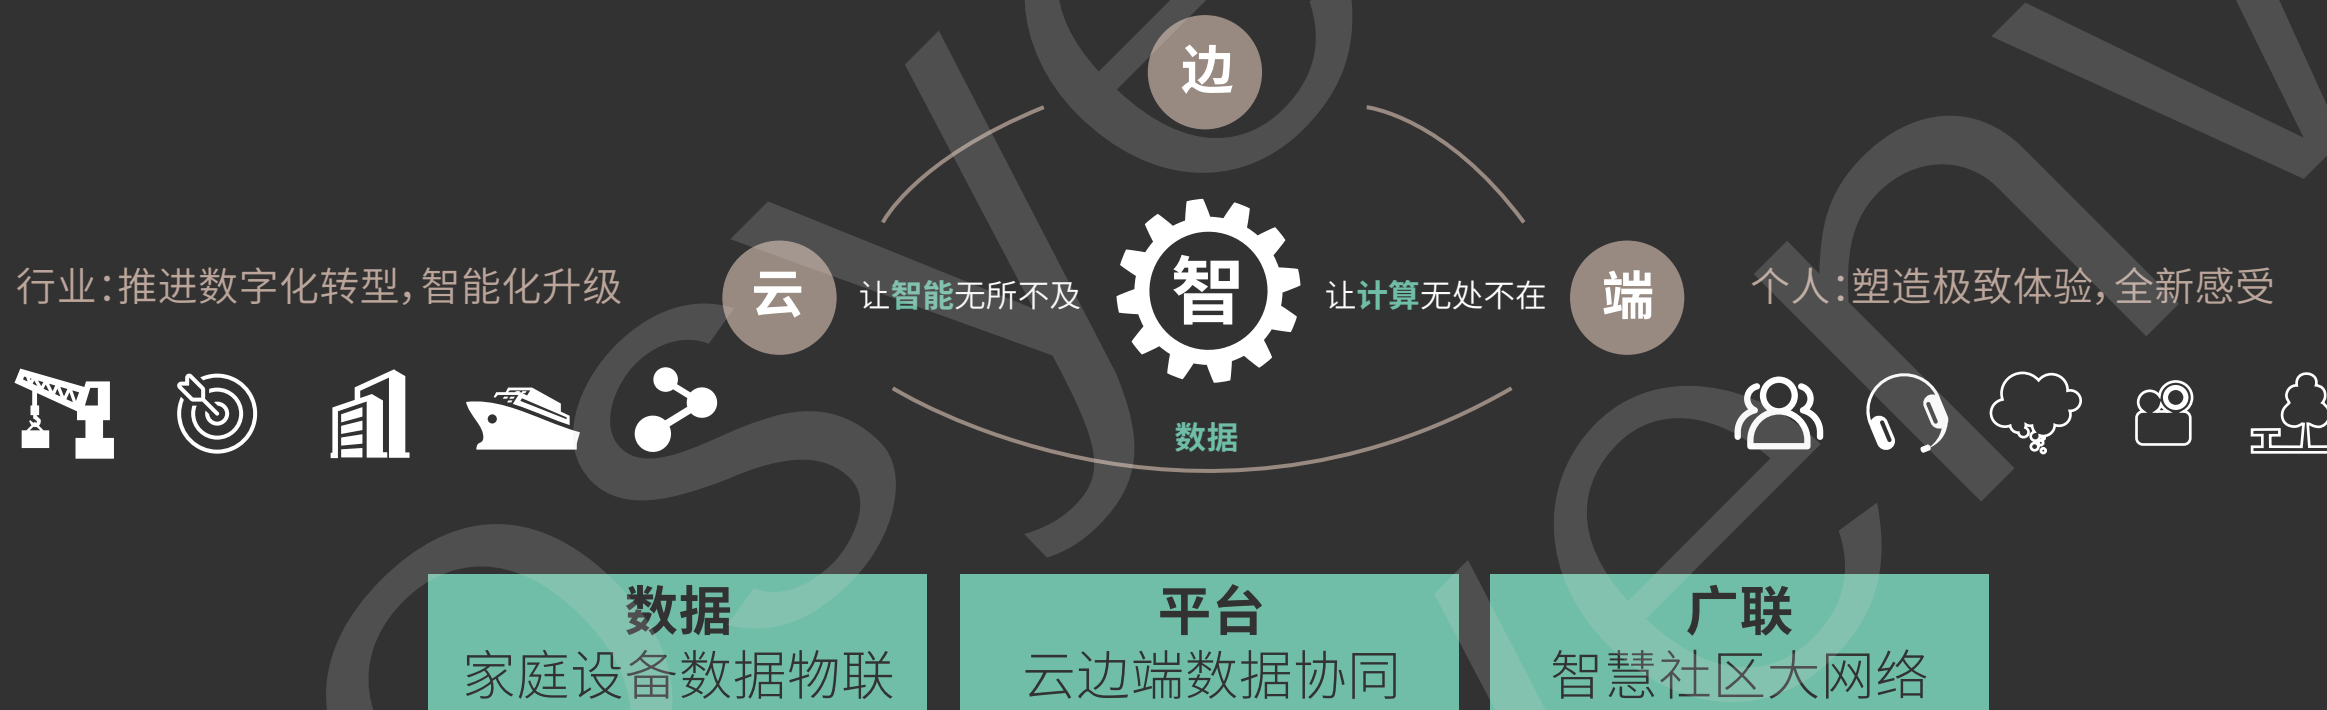 边
行业：推进数字化转型，智能化升级
云
让智能无所不及
智
让计算无处不在
端
个人：塑造极致体验，全新感受
数据
数据
家庭设备数据物联
平台
云边端数据协同
广联
智慧社区大网络